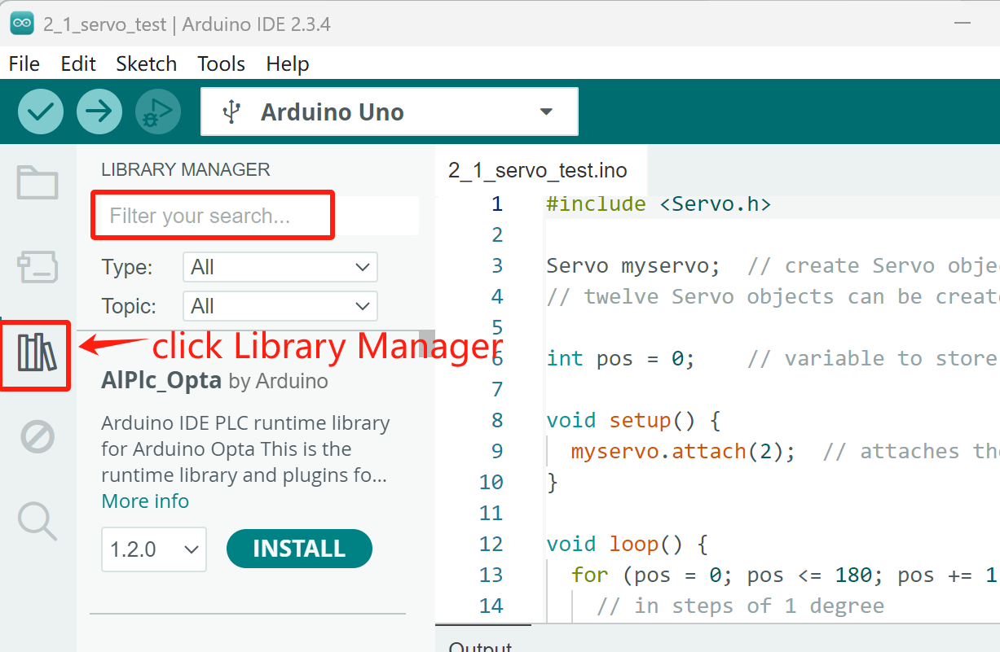 2_1_servo_test | Arduino IDE 2.3.4
File Edit Sketch Tools Help
Arduino Uno
LIBRARY MANAGER
Filter your search...
Type: All
Topic: All
click Library Manager
AlPlc_Opta by Arduino
Arduino IDE PLC runtime library
for Arduino Opta This is the
runtime library and plugins fo...
More info
1.2.0 INSTALL
2_1_servo_test.ino
1 #include <Servo.h>
2
3 Servo myservo; // create Servo obje
4 // twelve Servo objects can be create
5
6 int pos = 0; // variable to store
7
8 void setup() {
9 myservo.attach(2); // attaches the
10 }
11
12 void loop() {
13 for (pos = 0; pos <= 180; pos += 1
14 // in steps of 1 degree
Output